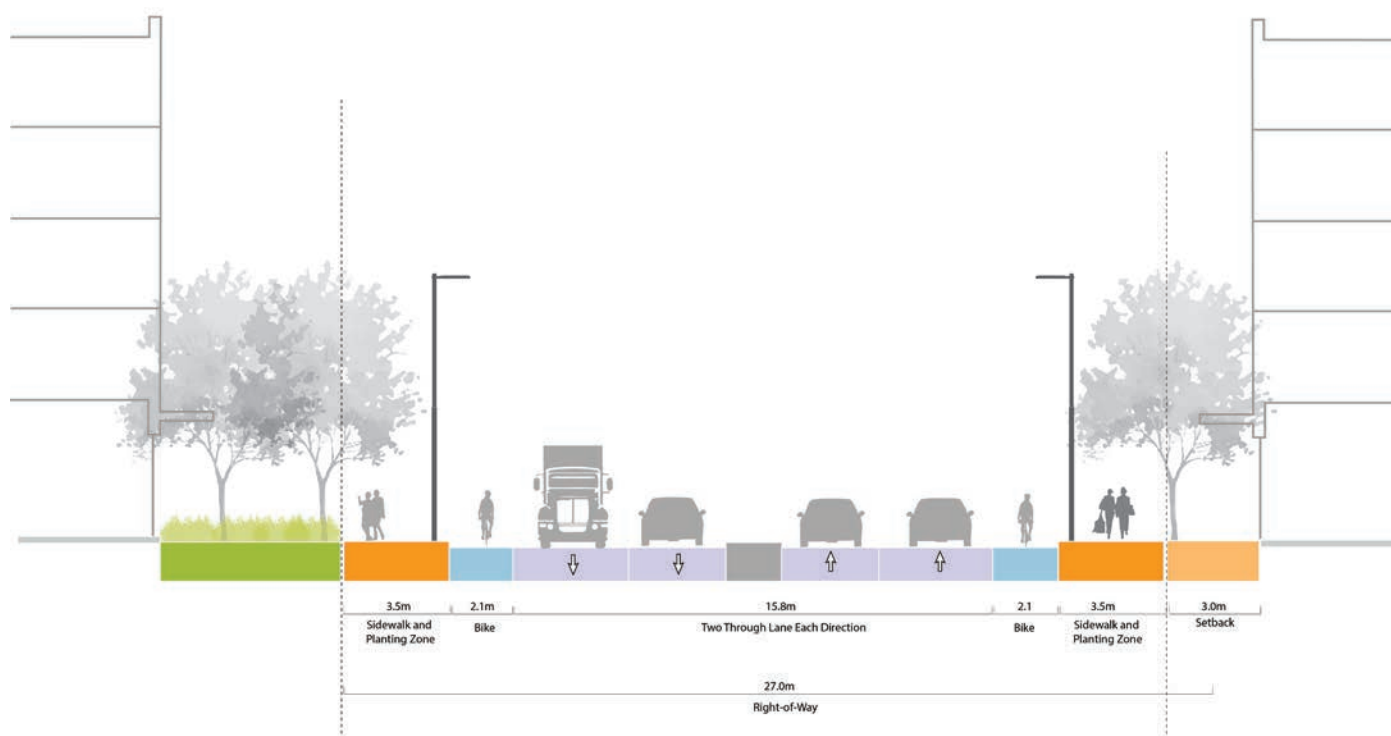 3.5m
Sidewalk and
Planting Zone
2.1m
Bike
15.8m
Two Through Lane Each Direction
2.1
Bike
3.5m
Sidewalk and
Planting Zone
3.0m
Setback
27.0m
Right-of-Way